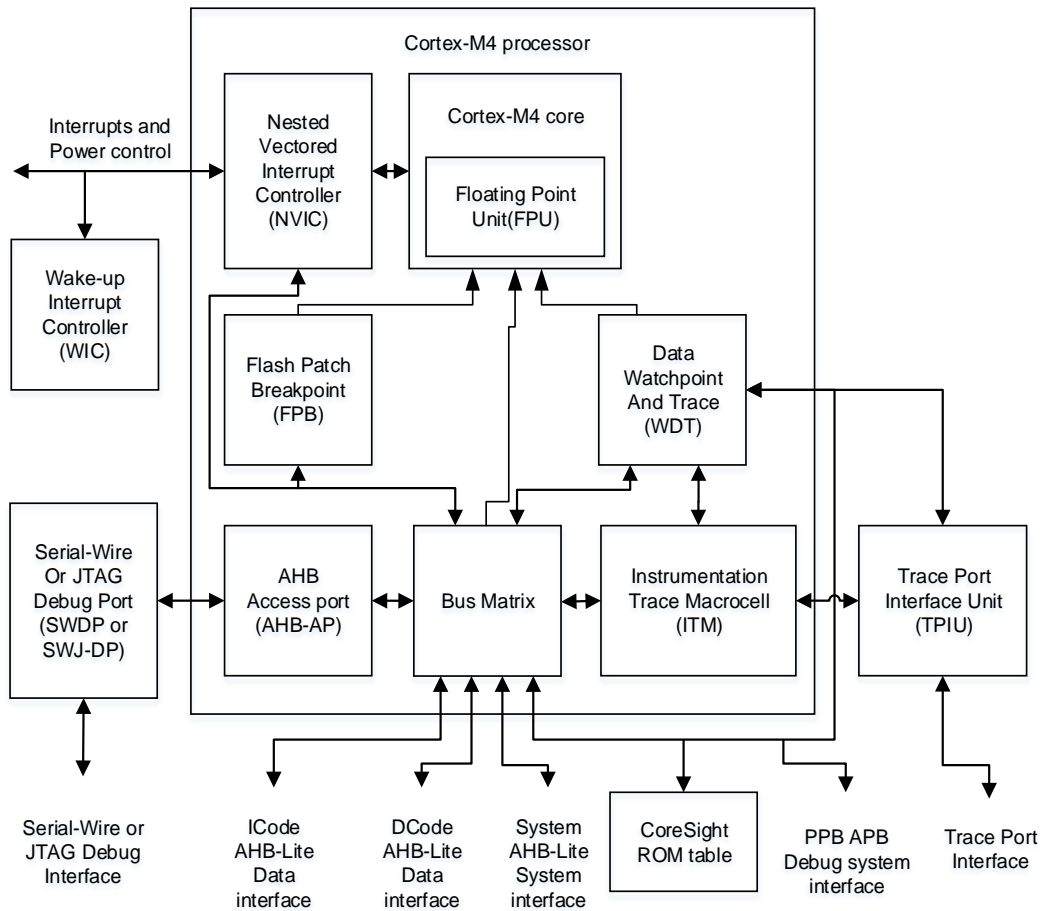 Cortex-M4 processor
Interrupts and
Power control
Nested
Vectored
Interrupt
Controller
(NVIC)
Cortex-M4 core
Floating Point
Unit(FPU)
Wake-up
Interrupt
Controller
(WIC)
Flash Patch
Breakpoint
(FPB)
Data
Watchpoint
And Trace
(WDT)
Serial-Wire
Or JTAG
Debug Port
(SWDP or
SWJ-DP)
AHB
Access port
(AHB-AP)
Bus Matrix
Instrumentation
Trace Macrocell
(ITM)
Trace Port
Interface Unit
(TPIU)
Serial-Wire or
JTAG Debug
Interface
ICode
AHB-Lite
Data
interface
DCode
AHB-Lite
Data
interface
System
AHB-Lite
System
interface
CoreSight
ROM table
PPB APB
Debug system
interface
Trace Port
Interface